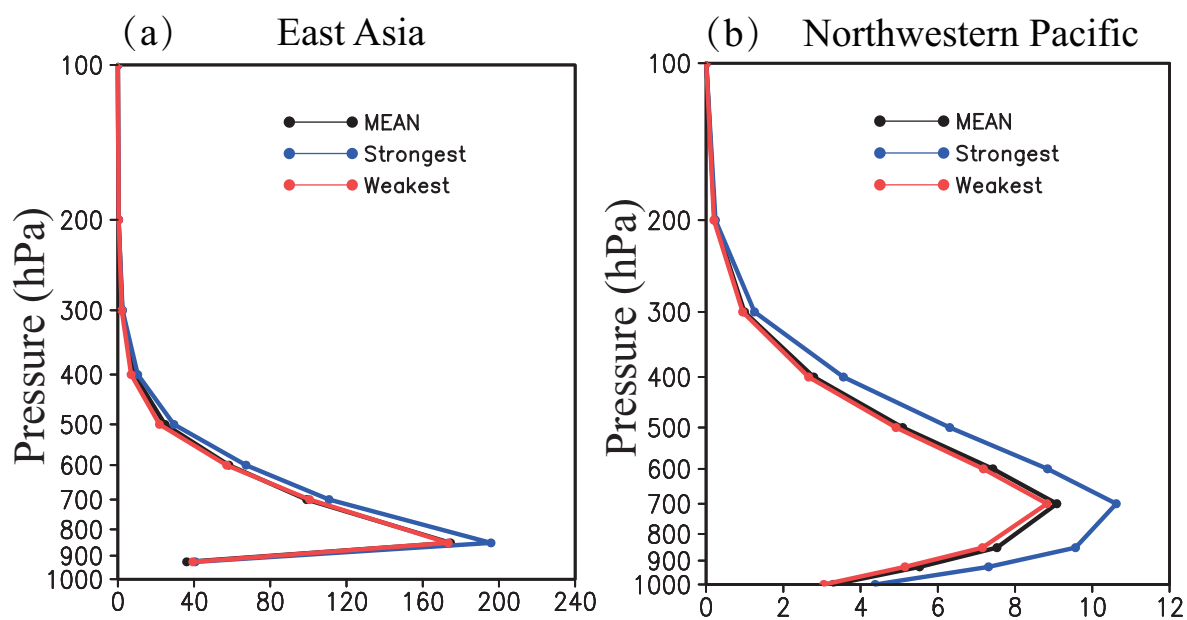 (a) East Asia
Pressure (hPa)
100
200
300
400
500
600
700
800
900
1000
0 40 80 120 160 200 240
MEAN
Strongest
Weakest
(b) Northwestern Pacific
Pressure (hPa)
100
200
300
400
500
600
700
800
900
1000
0 2 4 6 8 10 12
MEAN
Strongest
Weakest